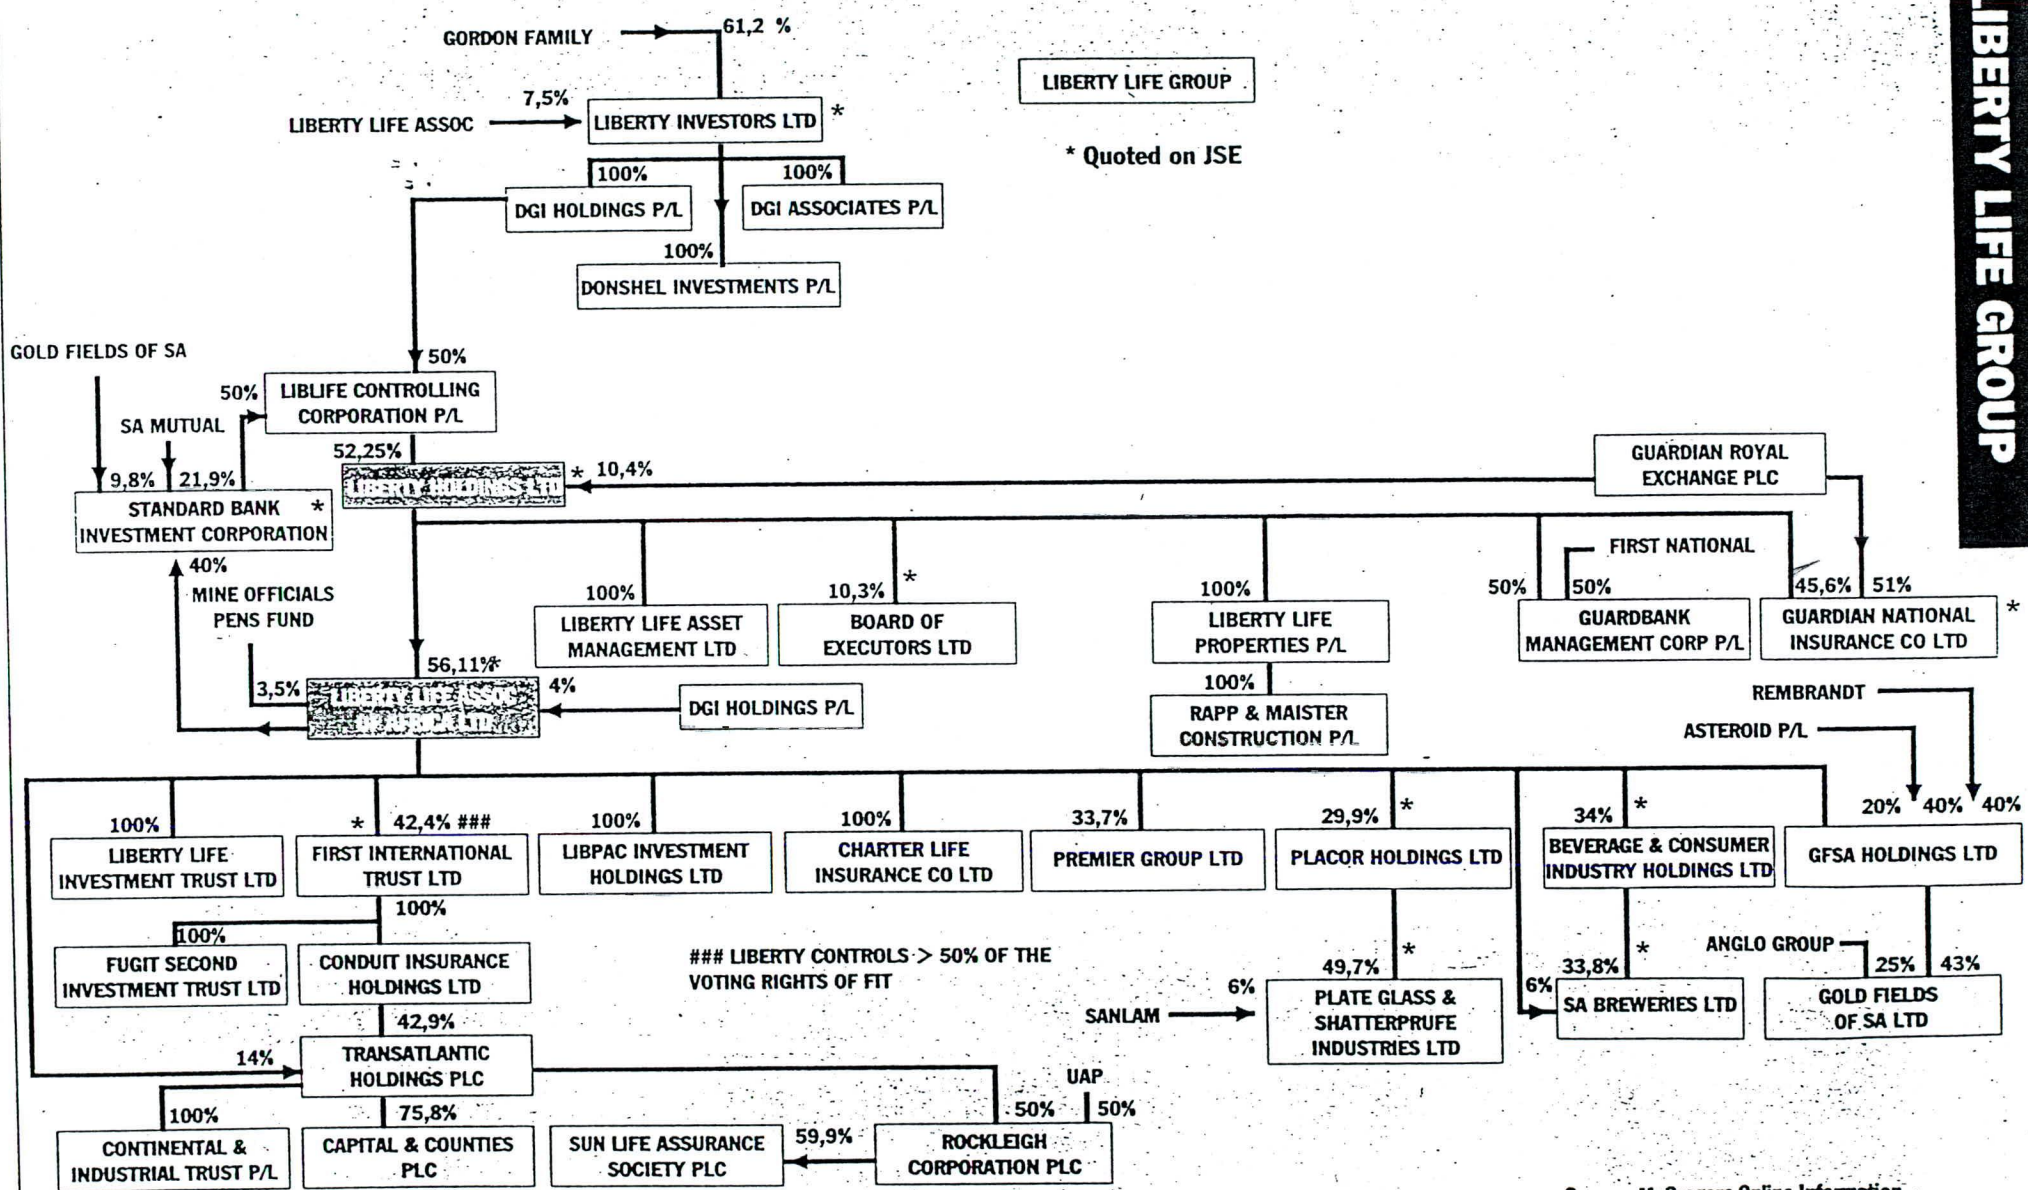 GORDON FAMILY
61,2 %
LIBERTY LIFE GROUP
LIBERTY LIFE GROUP
7,5%
LIBERTY LIFE ASSOC
LIBERTY INVESTORS LTD *
* Quoted on JSE
100%
100%
DGI HOLDINGS P/L
DGI ASSOCIATES P/L
100%
DONSHEL INVESTMENTS P/L
GOLD FIELDS OF SA
50%
50%
LIBLIFE CONTROLLING
CORPORATION P/L
SA MUTUAL
52,25%
9,8%
21,9%
LIBERTY HOLDINGS LTD
* 10,4%
GUARDIAN ROYAL
EXCHANGE PLC
STANDARD BANK *
INVESTMENT CORPORATION
40%
MINE OFFICIALS
PENS FUND
FIRST NATIONAL
100%
LIBERTY LIFE ASSET
MANAGEMENT LTD
10,3% *
BOARD OF
EXECUTORS LTD
100%
LIBERTY LIFE
PROPERTIES P/L
50%
50%
GUARDBANK
MANAGEMENT CORP P/L
45,6%
51%
GUARDIAN NATIONAL
INSURANCE CO LTD
*
56,11%*
3,5%
LIBERTY LIFE ASSOC
OF AFRICA LTD
4%
DGI HOLDINGS P/L
100%
RAPP & MAISTER
CONSTRUCTION P/L
REMBRANDT
ASTEROID P/L
100%
LIBERTY LIFE
INVESTMENT TRUST LTD
* 42,4% ###
FIRST INTERNATIONAL
TRUST LTD
100%
LIBPAC INVESTMENT
HOLDINGS LTD
100%
CHARTER LIFE
INSURANCE CO LTD
33,7%
PREMIER GROUP LTD
29,9% *
PLACOR HOLDINGS LTD
34% *
BEVERAGE & CONSUMER
INDUSTRY HOLDINGS LTD
20% 40% 40%
GFSA HOLDINGS LTD
100%
100%
FUGIT SECOND
INVESTMENT TRUST LTD
CONDUIT INSURANCE
HOLDINGS LTD
### LIBERTY CONTROLS > 50% OF THE
VOTING RIGHTS OF FIT
SANLAM
6%
49,7% *
PLATE GLASS &
SHATTERPRUFE
INDUSTRIES LTD
6%
33,8% *
SA BREWERIES LTD
ANGLO GROUP
25%
43%
GOLD FIELDS
OF SA LTD
42,9%
14%
TRANSATLANTIC
HOLDINGS PLC
UAP
100%
CONTINENTAL &
INDUSTRIAL TRUST P/L
75,8%
CAPITAL & COUNTIES
PLC
SUN LIFE ASSURANCE
SOCIETY PLC
59,9%
50%
50%
ROCKLEIGH
CORPORATION PLC